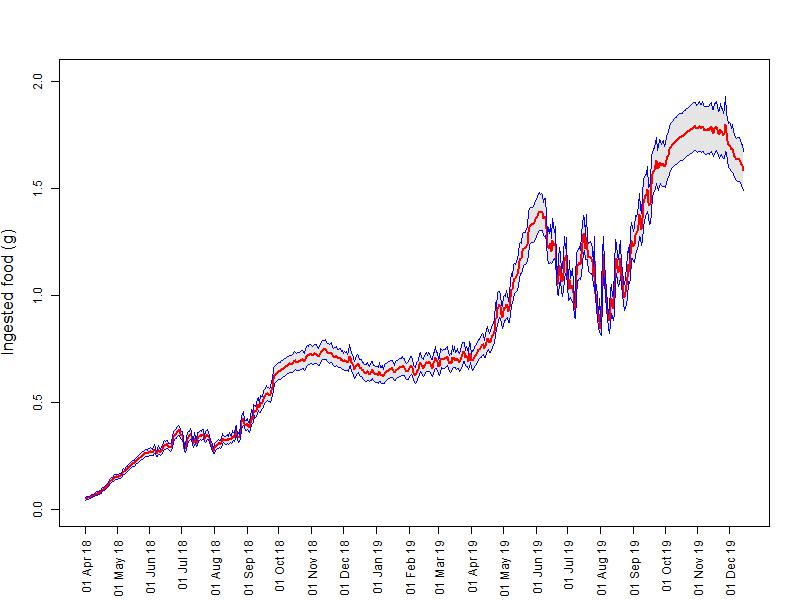 Ingested food (g)
2.0
1.5
1.0
0.5
0.0
01 Apr 18
01 May 18
01 Jun 18
01 Jul 18
01 Aug 18
01 Sep 18
01 Oct 18
01 Nov 18
01 Dec 18
01 Jan 19
01 Feb 19
01 Mar 19
01 Apr 19
01 May 19
01 Jun 19
01 Jul 19
01 Aug 19
01 Sep 19
01 Oct 19
01 Nov 19
01 Dec 19